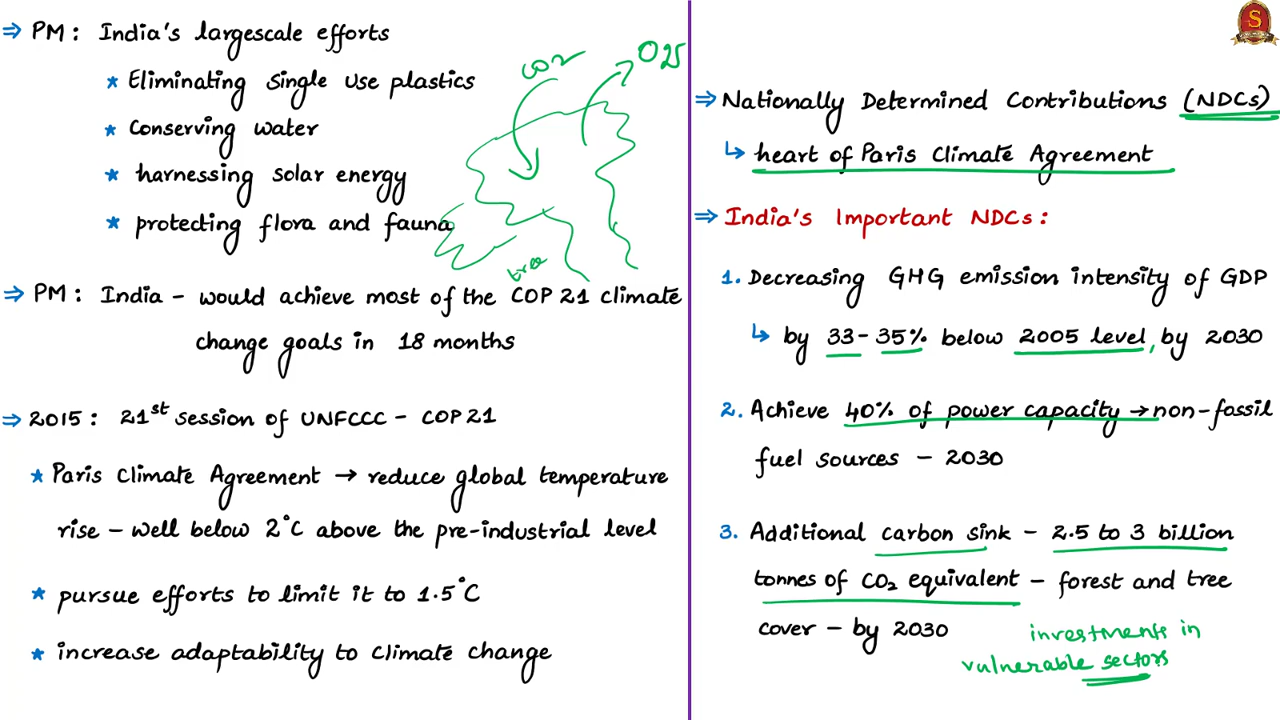 ⇒ PM: India's largescale efforts
* Eliminating single use plastics
* Conserving water
* harnessing solar energy
* protecting flora and fauna
CO2
O2
tree
⇒ PM: India – would achieve most of the COP 21 climate
change goals in 18 months
⇒ 2015: 21st session of UNFCCC – COP 21
* Paris Climate Agreement → reduce global temperature
rise – well below 2°C above the pre-industrial level
* pursue efforts to limit it to 1.5°C
* increase adaptability to climate change
S
⇒ Nationally Determined Contributions (NDCs)
↳ heart of Paris Climate Agreement
⇒ India's Important NDCs:
1. Decreasing GHG emission intensity of GDP
↳ by 33-35% below 2005 level, by 2030
2. Achieve 40% of power capacity → non-fossil
fuel sources – 2030
3. Additional carbon sink – 2.5 to 3 billion
tonnes of CO2 equivalent – forest and tree
cover – by 2030
investments in
vulnerable sectors